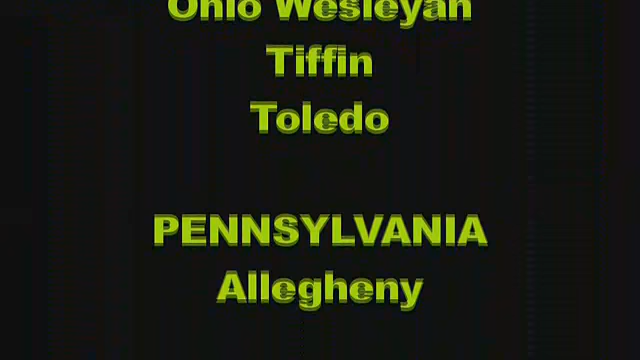 Ohio Wesleyan
Tiffin
Toledo
PENNSYLVANIA
Allegheny